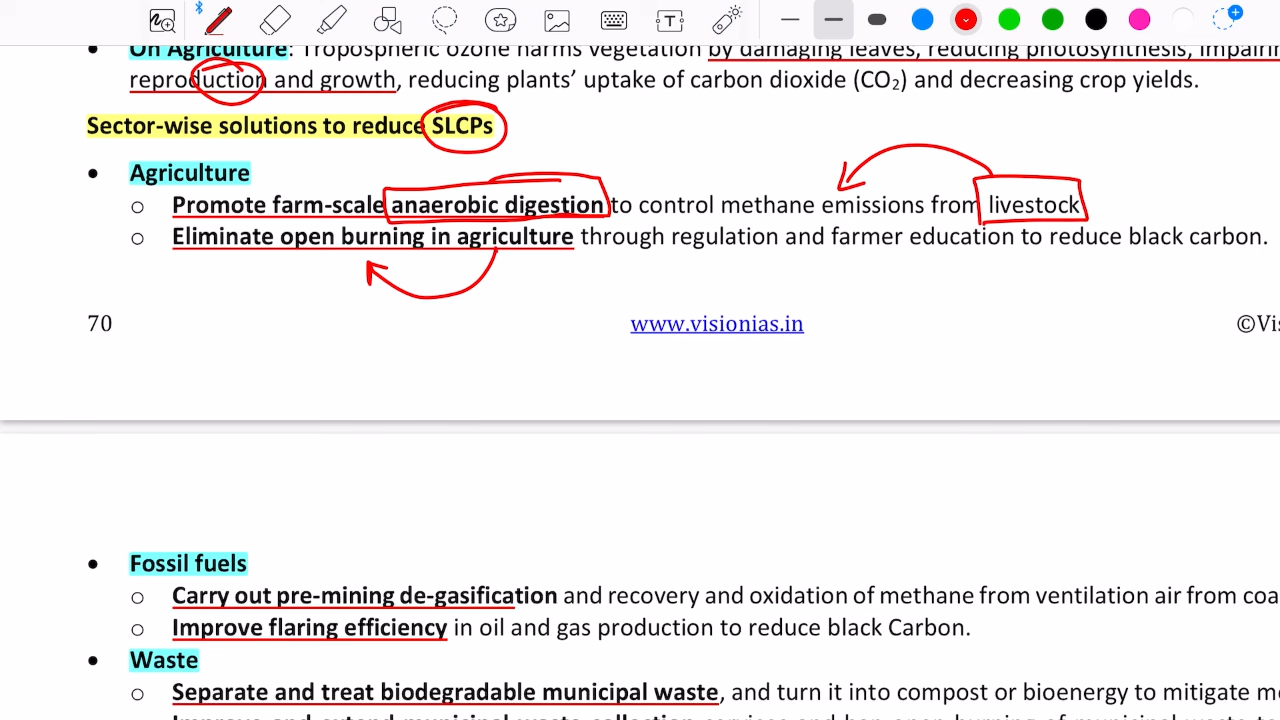 • On Agriculture: Tropospheric ozone harms vegetation by damaging leaves, reducing photosynthesis,
reproduction and growth, reducing plants’ uptake of carbon dioxide (CO₂) and decreasing crop yields.
Sector-wise solutions to reduce SLCPs
• Agriculture
o Promote farm-scale anaerobic digestion to control methane emissions from livestock
o Eliminate open burning in agriculture through regulation and farmer education to reduce black carbon.
70 www.visionias.in ©
• Fossil fuels
o Carry out pre-mining de-gasification and recovery and oxidation of methane from ventilation air from
o Improve flaring efficiency in oil and gas production to reduce black Carbon.
• Waste
o Separate and treat biodegradable municipal waste, and turn it into compost or bioenergy to mitigate